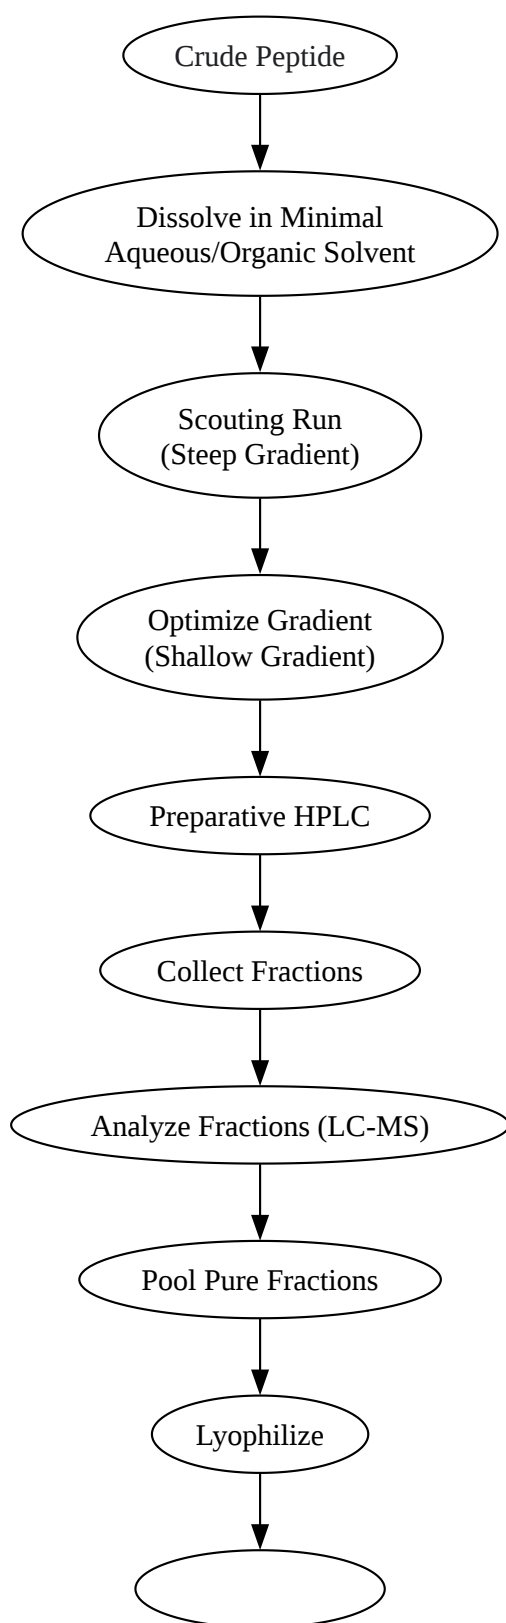 Crude Peptide
Dissolve in Minimal
Aqueous/Organic Solvent
Scouting Run
(Steep Gradient)
Optimize Gradient
(Shallow Gradient)
Preparative HPLC
Collect Fractions
Analyze Fractions (LC-MS)
Pool Pure Fractions
Lyophilize